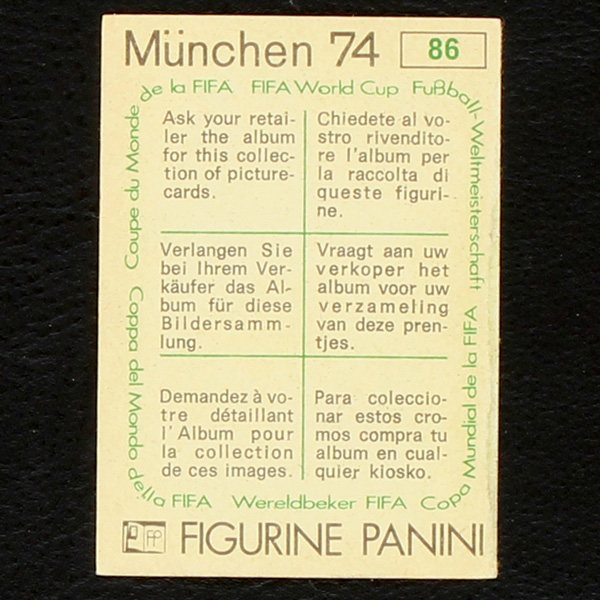 München 74
86
Coupe du Monde de la FIFA FIFA World Cup Fußball-Weltmeisterschaft
Ask your retai-
ler the album
for this collec-
tion of picture-
cards.
Chiedete al vo-
stro rivendito-
re l'album per
la raccolta di
queste figuri-
ne.
Verlangen Sie
bei Ihrem Ver-
käufer das Al-
bum für diese
Bildersamm-
lung.
Vraagt aan uw
verkoper het
album voor uw
verzameling
van deze pren-
tjes.
Demandez à vo-
tre détaillant
l'Album pour
la collection
de ces images.
Para coleccio-
nar estos cro-
mos compra tu
album en cual-
quier kiosko.
Coppa del Mondo della FIFA Wereldbeker FIFA Copa Mundial de la FIFA
FP FIGURINE PANINI